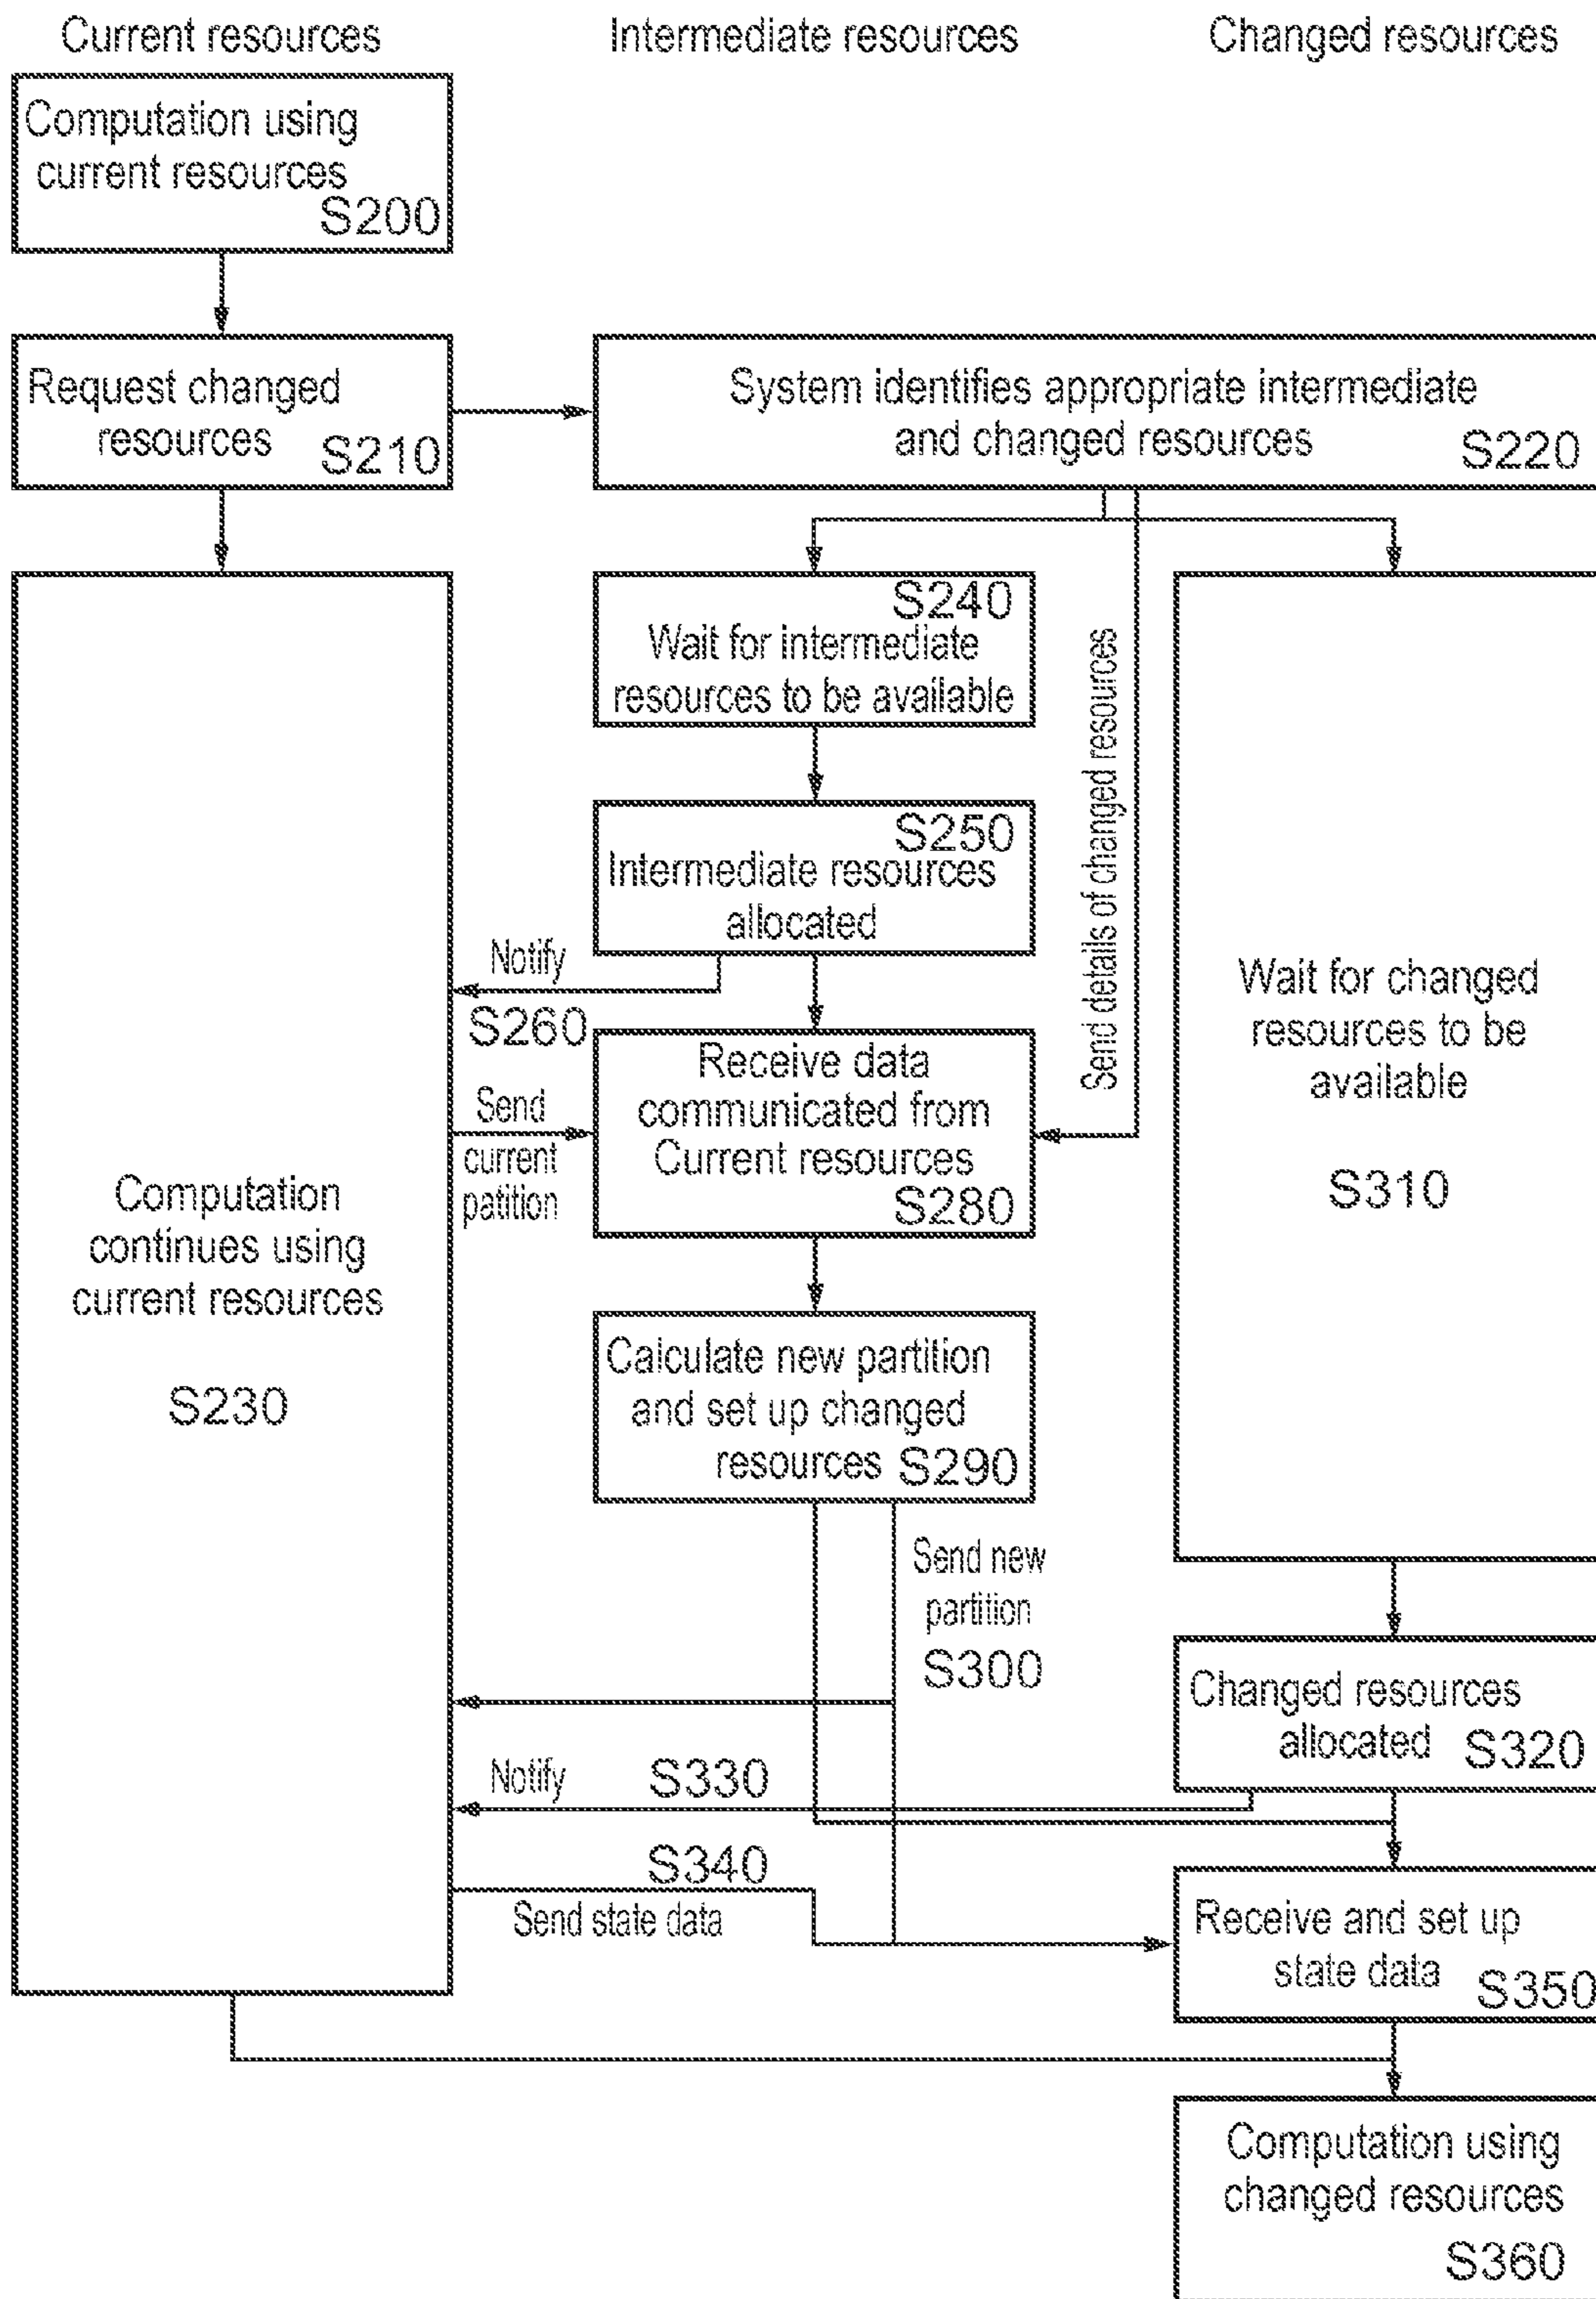 Current resources
Intermediate resources
Changed resources
Computation using
current resources
S200
Request changed
resources
S210
System identifies appropriate intermediate
and changed resources
S220
S240
Wait for intermediate
resources to be available
Send details of changed resources
S250
Intermediate resources
allocated
Notify
S260
Receive data
communicated from
Current resources
S280
Send
current
patition
Wait for changed
resources to be
available
S310
Computation
continues using
current resources
S230
Calculate new partition
and set up changed
resources S290
Send new
partition
S300
Changed resources
allocated S320
Notify
S330
S340
Send state data
Receive and set up
state data S350
Computation using
changed resources
S360